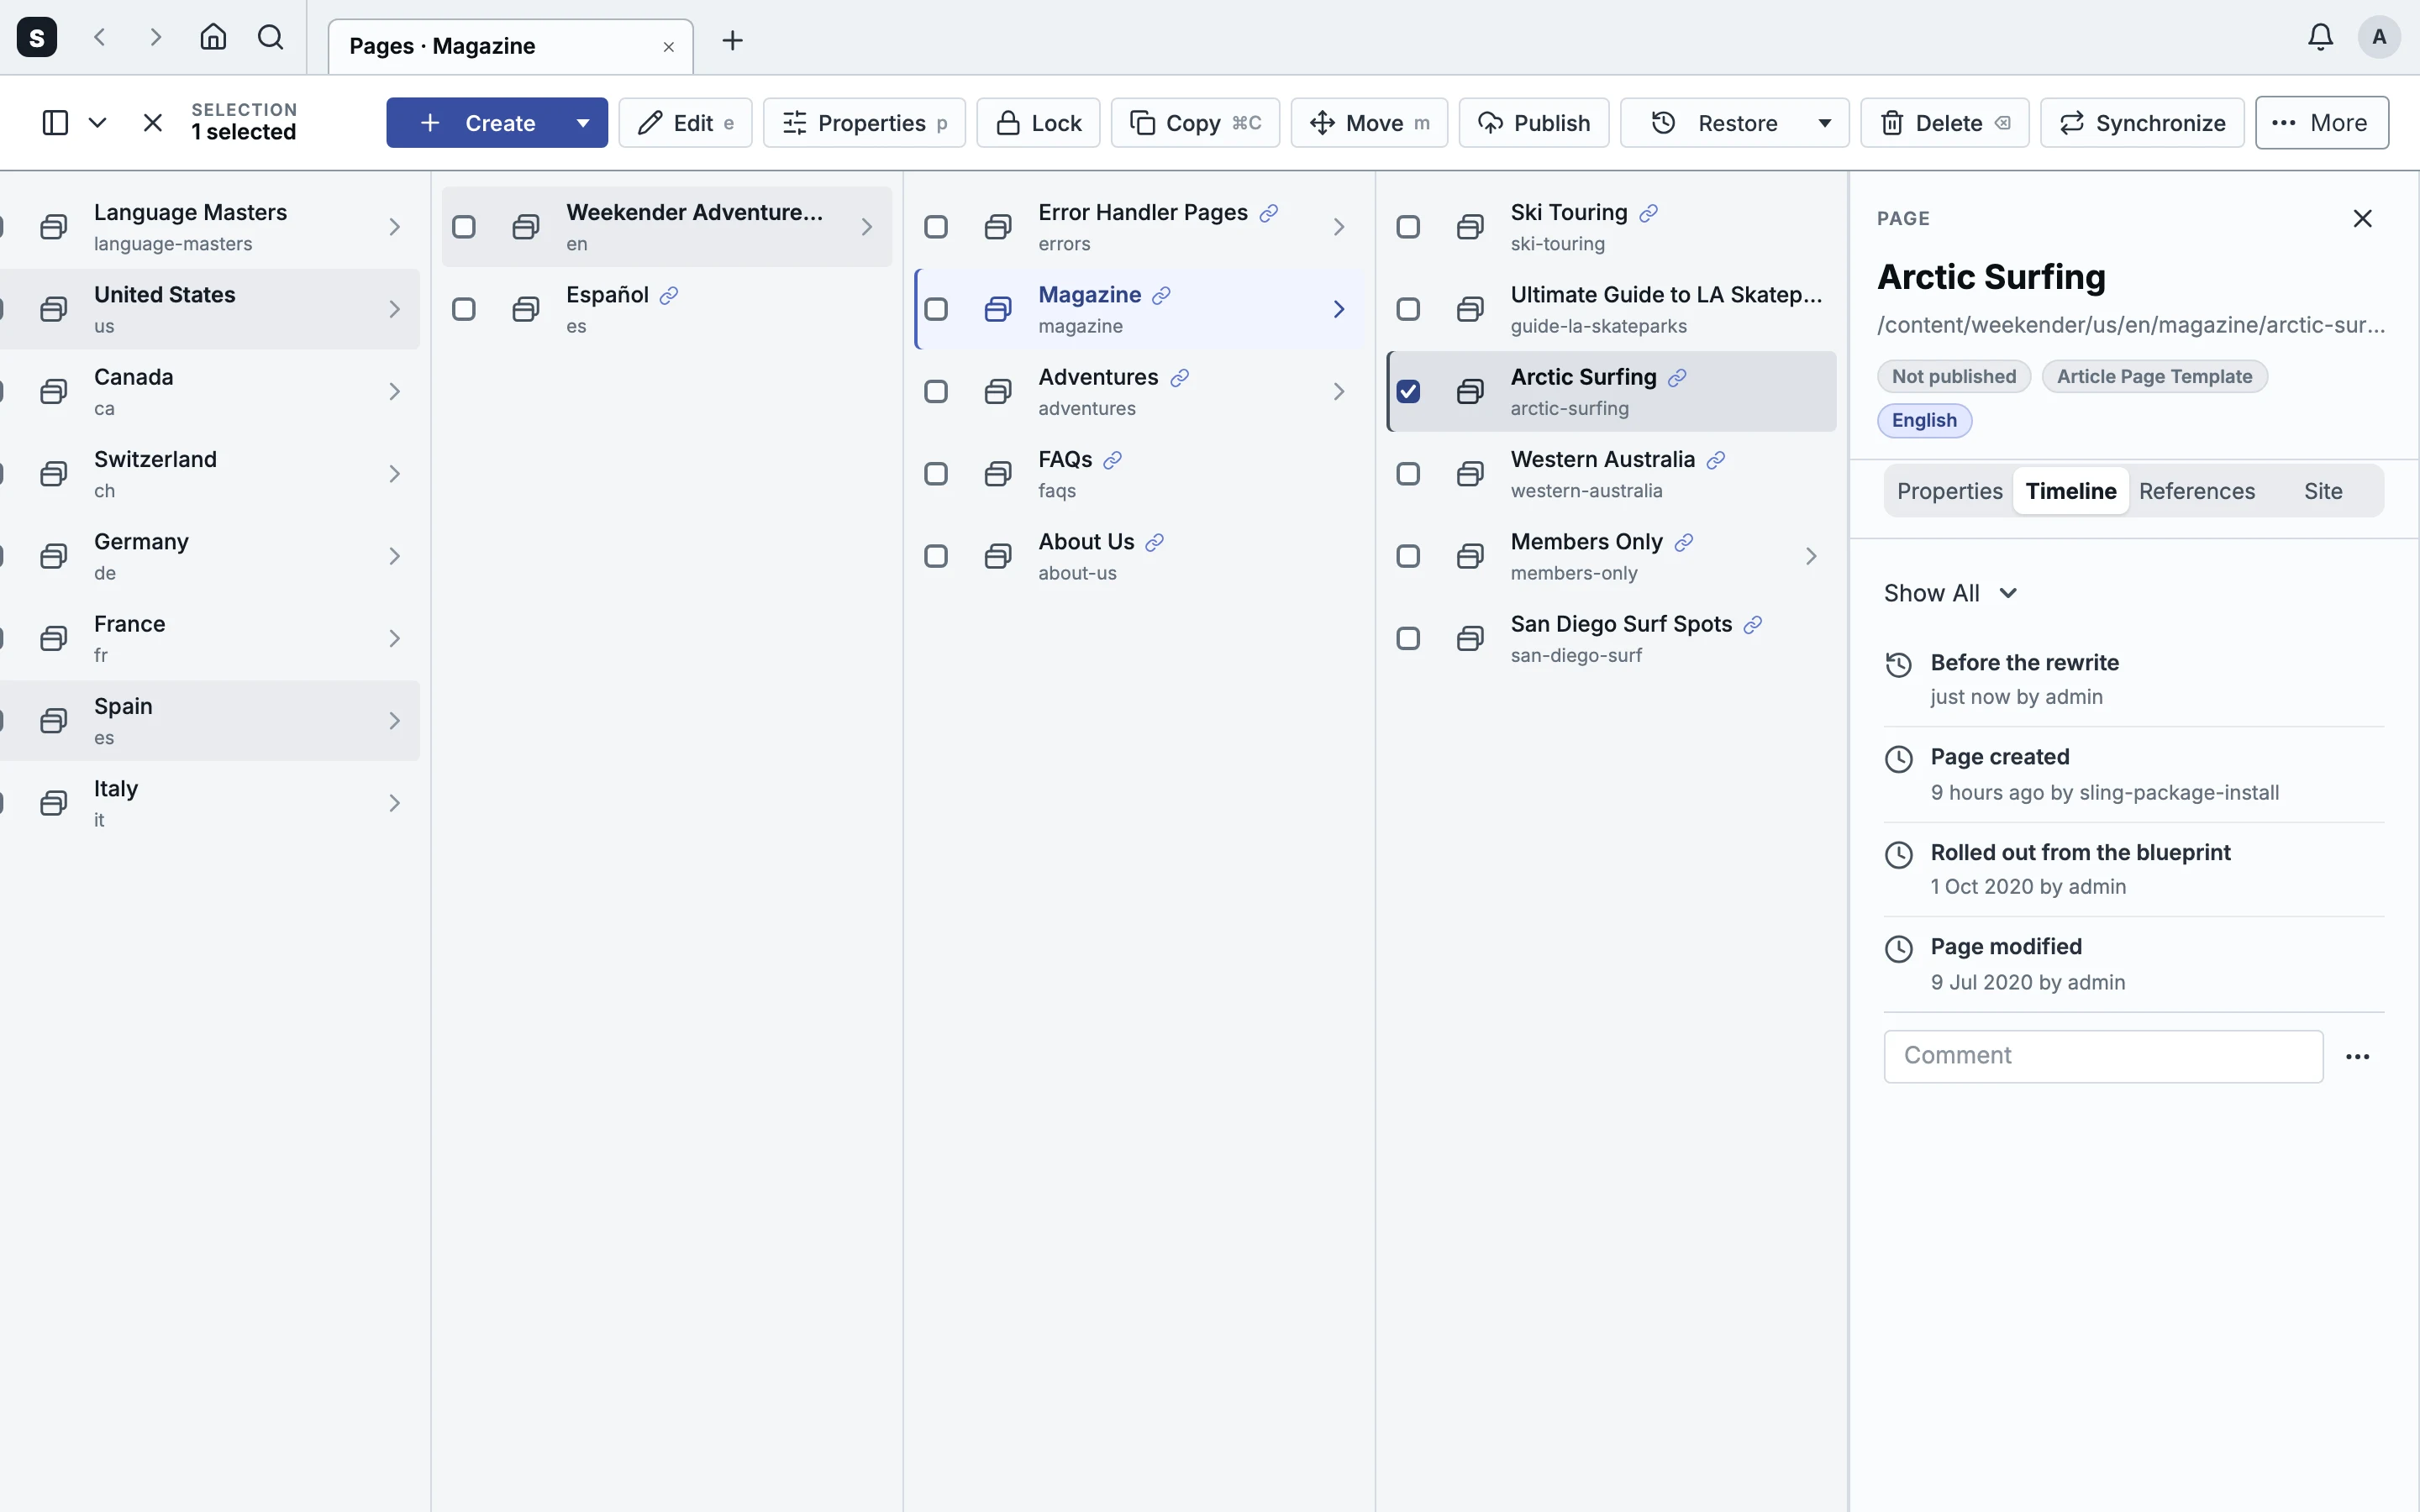 S
Pages · Magazine
A
SELECTION
1 selected
Create
Edit e
Properties p
Lock
Copy ⌘C
Move m
Publish
Restore
Delete
Synchronize
More
Language Masters
language-masters
United States
us
Canada
ca
Switzerland
ch
Germany
de
France
fr
Spain
es
Italy
it
Weekender Adventure...
en
Español
es
Error Handler Pages
errors
Magazine
magazine
Adventures
adventures
FAQs
faqs
About Us
about-us
Ski Touring
ski-touring
Ultimate Guide to LA Skatep...
guide-la-skateparks
Arctic Surfing
arctic-surfing
Western Australia
western-australia
Members Only
members-only
San Diego Surf Spots
san-diego-surf
PAGE
Arctic Surfing
/content/weekender/us/en/magazine/arctic-sur...
Not published
Article Page Template
English
Properties
Timeline
References
Site
Show All
Before the rewrite
just now by admin
Page created
9 hours ago by sling-package-install
Rolled out from the blueprint
1 Oct 2020 by admin
Page modified
9 Jul 2020 by admin
Comment